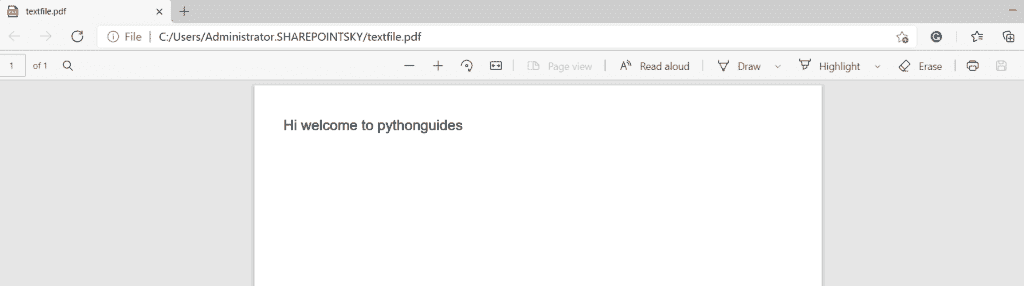 textfile.pdf
File | C:/Users/Administrator.SHAREPOINTSKY/textfile.pdf
1 of 1 Page view Read aloud Draw Highlight Erase
Hi welcome to pythonguides